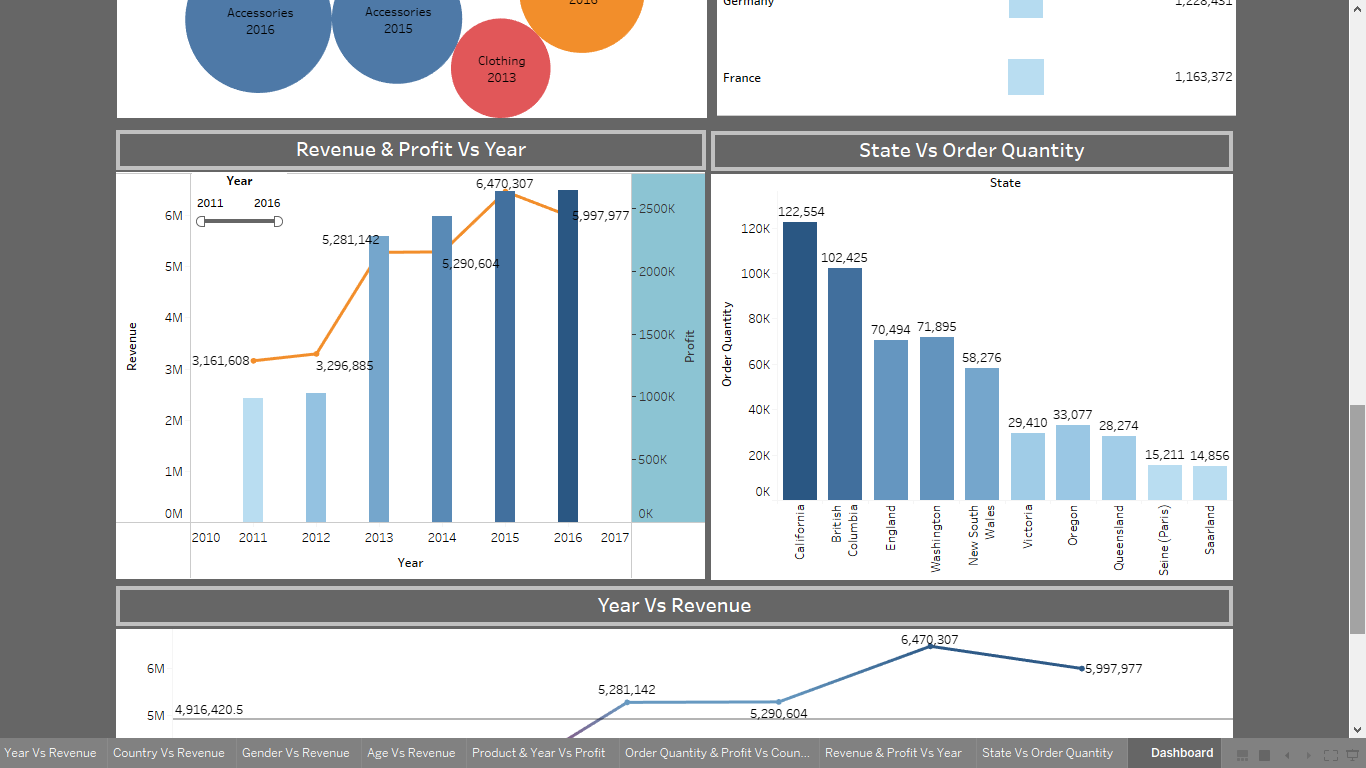 Accessories
2016
Accessories
2015
2016
Clothing
2013
Germany
1,228,431
France
1,163,372
Revenue & Profit Vs Year
Year
2011
2016
6M
5M
4M
3M
2M
1M
0M
Revenue
3,161,608
3,296,885
5,281,142
5,290,604
6,470,307
5,997,977
2500K
2000K
1500K
1000K
500K
0K
Profit
2010
2011
2012
2013
2014
2015
2016
2017
Year
State Vs Order Quantity
State
Order Quantity
120K
100K
80K
60K
40K
20K
0K
122,554
102,425
70,494
71,895
58,276
29,410
33,077
28,274
15,211
14,856
California
British
Columbia
England
Washington
New South
Wales
Victoria
Oregon
Queensland
Seine (Paris)
Saarland
Year Vs Revenue
6M
5M
4,916,420.5
5,281,142
5,290,604
6,470,307
5,997,977
Year Vs Revenue
Country Vs Revenue
Gender Vs Revenue
Age Vs Revenue
Product & Year Vs Profit
Order Quantity & Profit Vs Coun...
Revenue & Profit Vs Year
State Vs Order Quantity
Dashboard